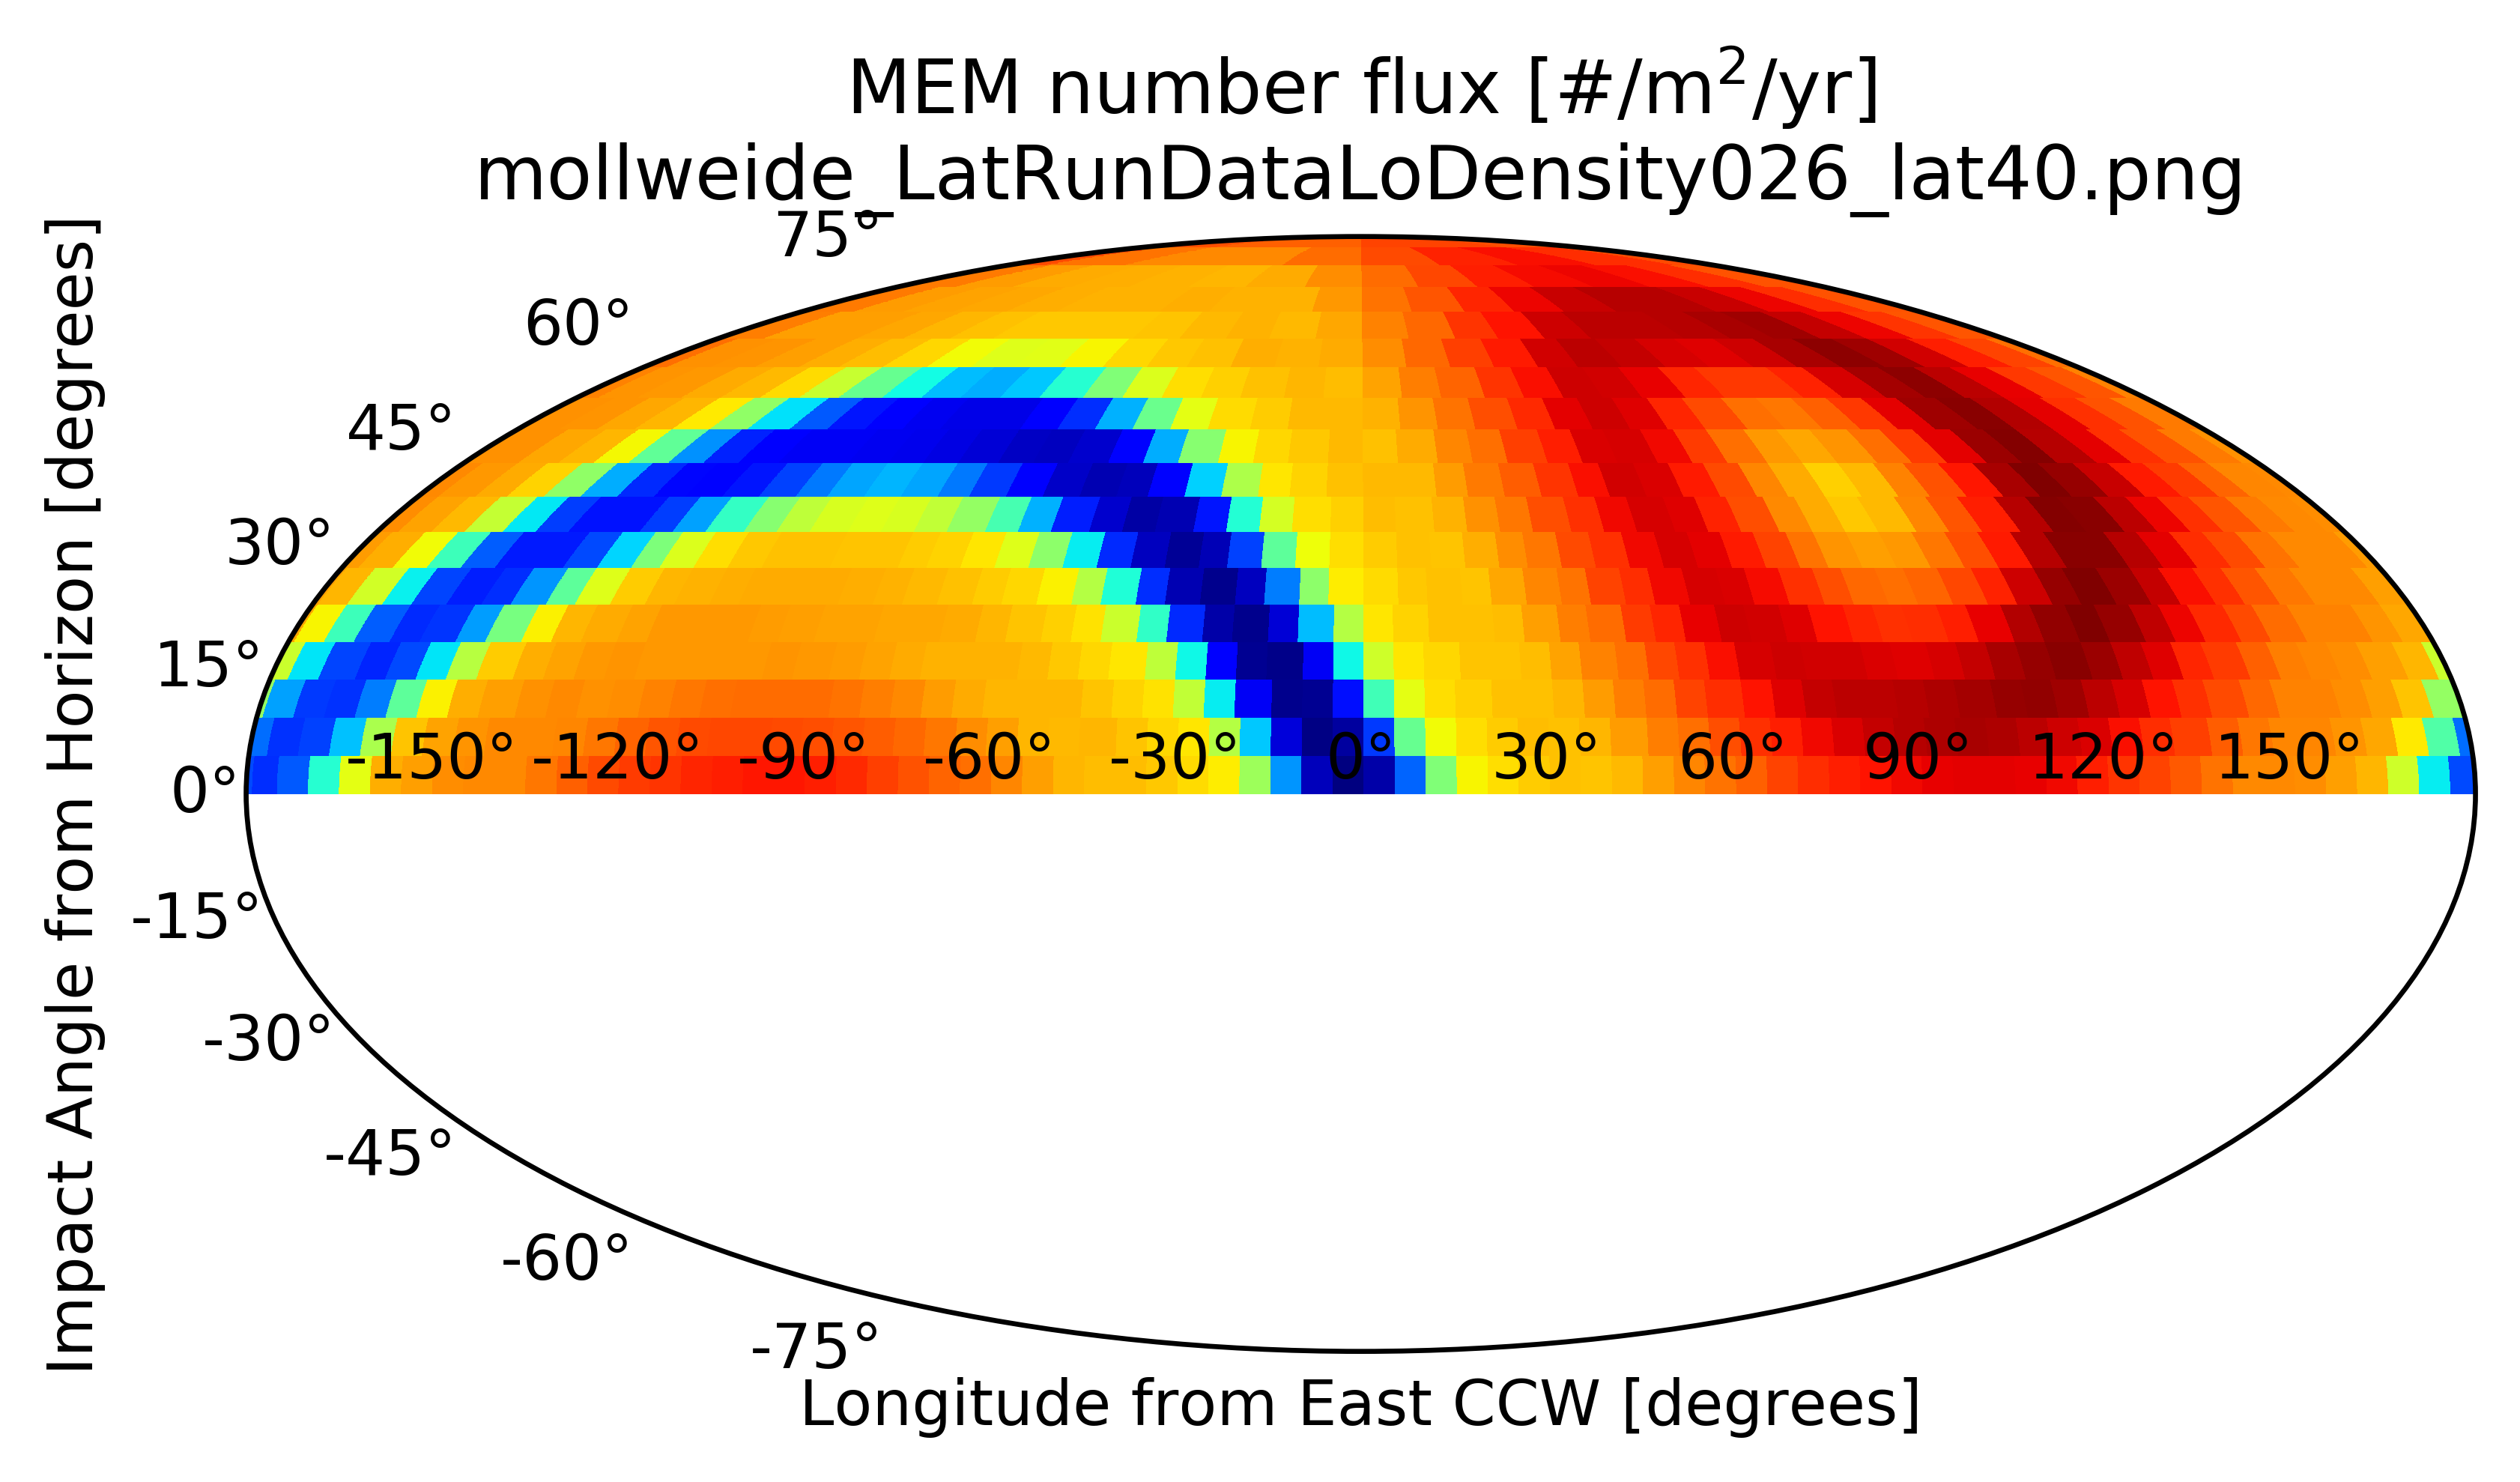 MEM number flux [#/m²/yr]
mollweide_LatRunDataLoDensity026_lat40.png
75°
60°
45°
30°
15°
0°
-15°
-30°
-45°
-60°
-75°
-150° -120° -90° -60° -30° 0° 30° 60° 90° 120° 150°
Impact Angle from Horizon [degrees]
Longitude from East CCW [degrees]